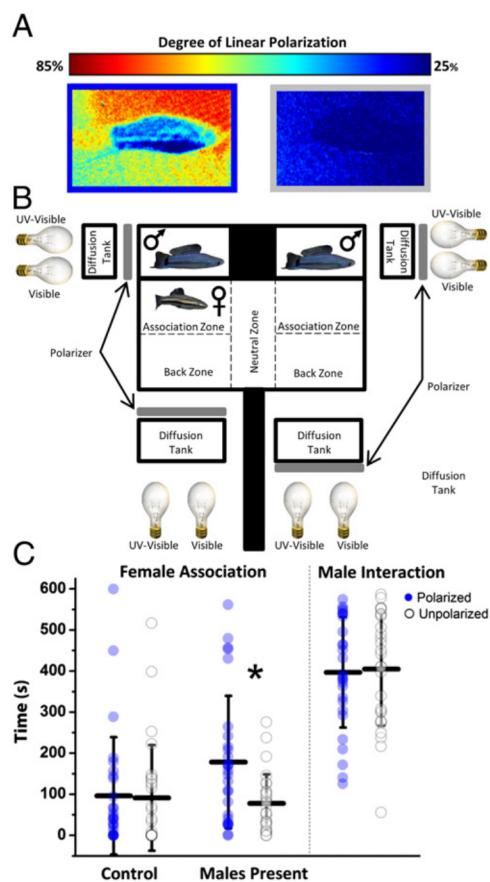 A
Degree of Linear Polarization
85%
25%
B
UV-Visible
Visible
Diffusion
Tank
Polarizer
♂
♀
Association Zone
Back Zone
Neutral Zone
♂
Association Zone
Back Zone
Diffusion
Tank
UV-Visible
Visible
Polarizer
Diffusion
Tank
Diffusion
Tank
Diffusion
Tank
UV-Visible Visible
UV-Visible Visible
C
Female Association
Male Interaction
Polarized
Unpolarized
Time (s)
600
500
400
300
200
100
0
*
Control
Males Present